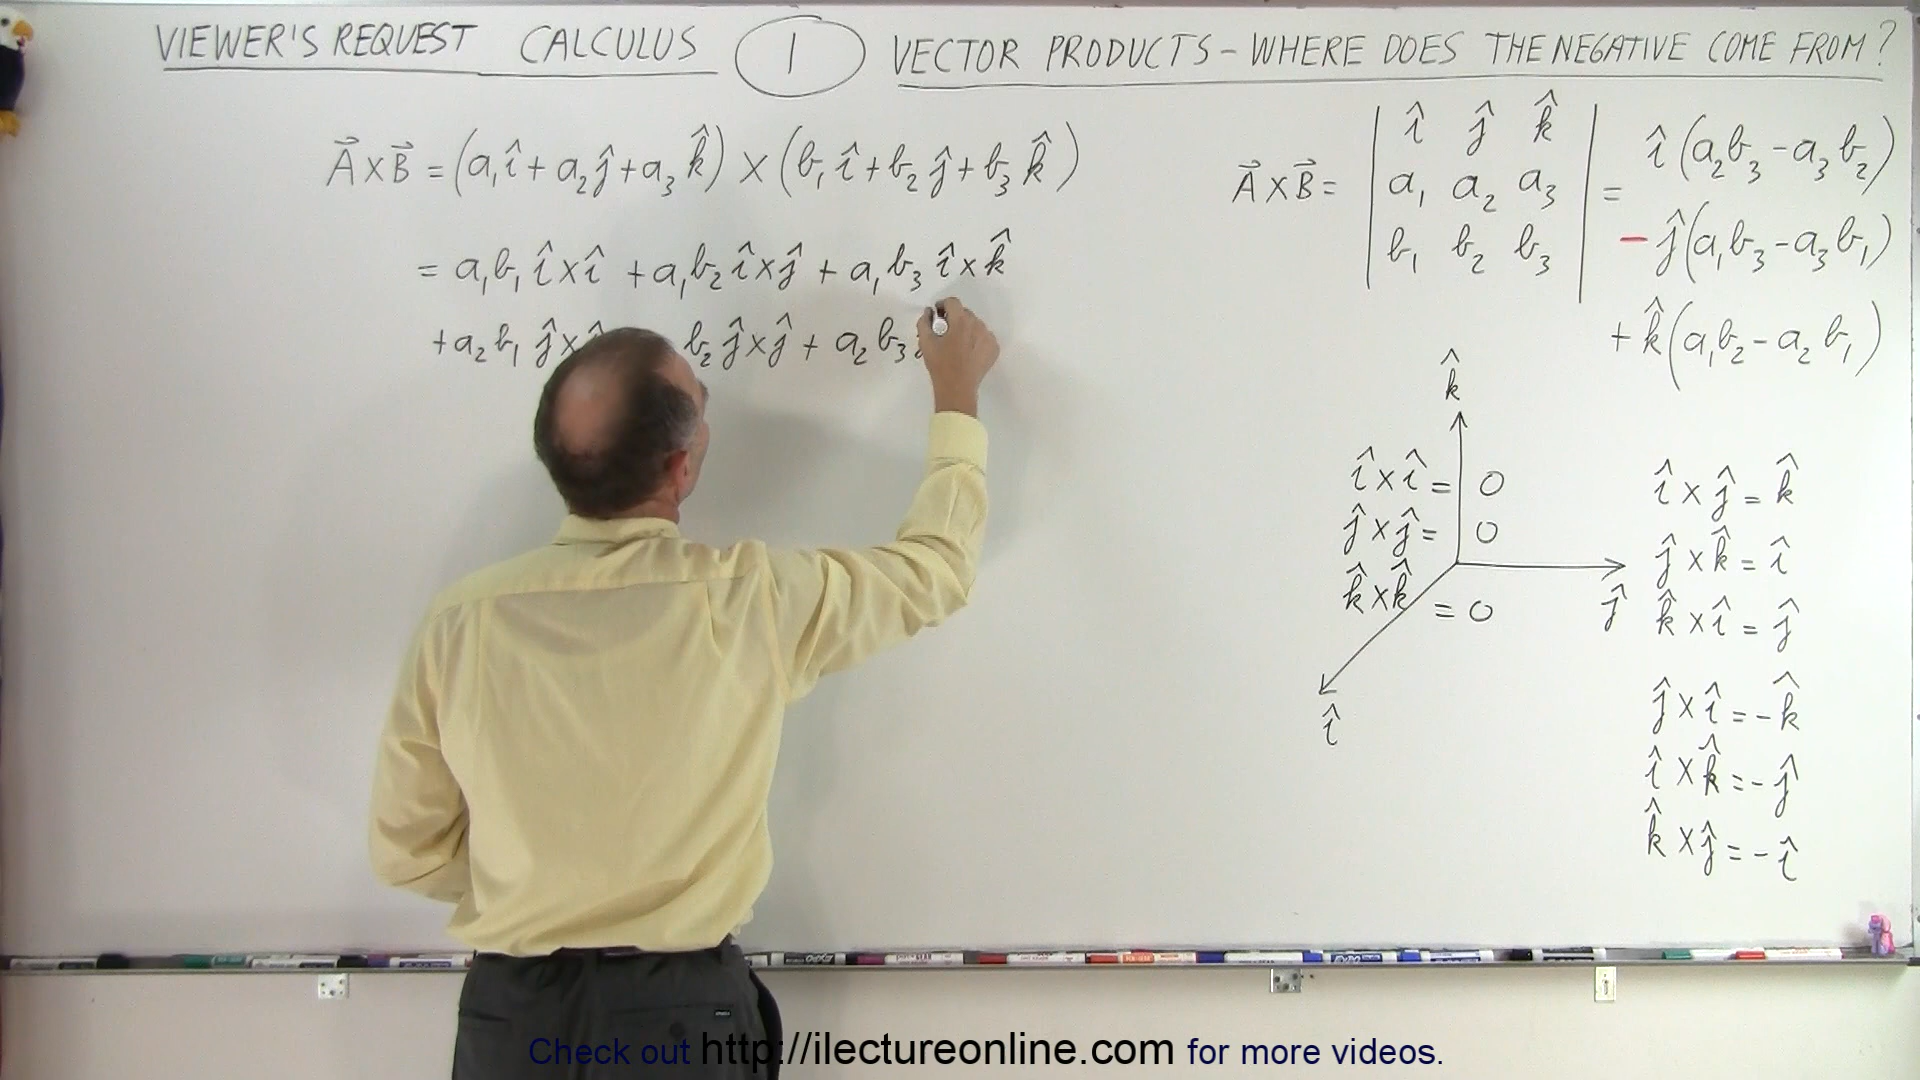 VIEWER'S REQUEST CALCULUS 1 VECTOR PRODUCTS – WHERE DOES THE NEGATIVE COME FROM?
A⃗ × B⃗ = (a₁î + a₂ĵ + a₃k̂) × (b₁î + b₂ĵ + b₃k̂)
= a₁b₁ î×î + a₁b₂ î×ĵ + a₁b₃ î×k̂
+ a₂b₁ ĵ× b₂ ĵ×ĵ + a₂b₃
A⃗ × B⃗ = | î ĵ k̂ |
| a₁ a₂ a₃ |
| b₁ b₂ b₃ |
= î(a₂b₃ – a₃b₂)
– ĵ(a₁b₃ – a₃b₁)
+ k̂(a₁b₂ – a₂b₁)
k̂
î×î = 0
ĵ×ĵ = 0
k̂×k̂ = 0
ĵ
î
î×ĵ = k̂
ĵ×k̂ = î
k̂×î = ĵ
ĵ×î = –k̂
î×k̂ = –ĵ
k̂×ĵ = –î
Check out http://ilectureonline.com for more videos.